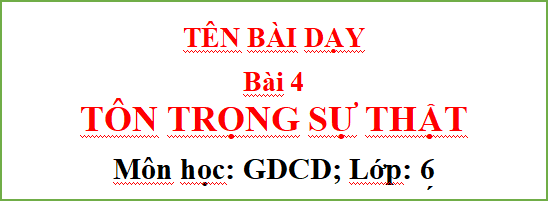 TÊN BÀI DẠY
Bài 4
TÔN TRỌNG SỰ THẬT
Môn học: GDCD; Lớp: 6